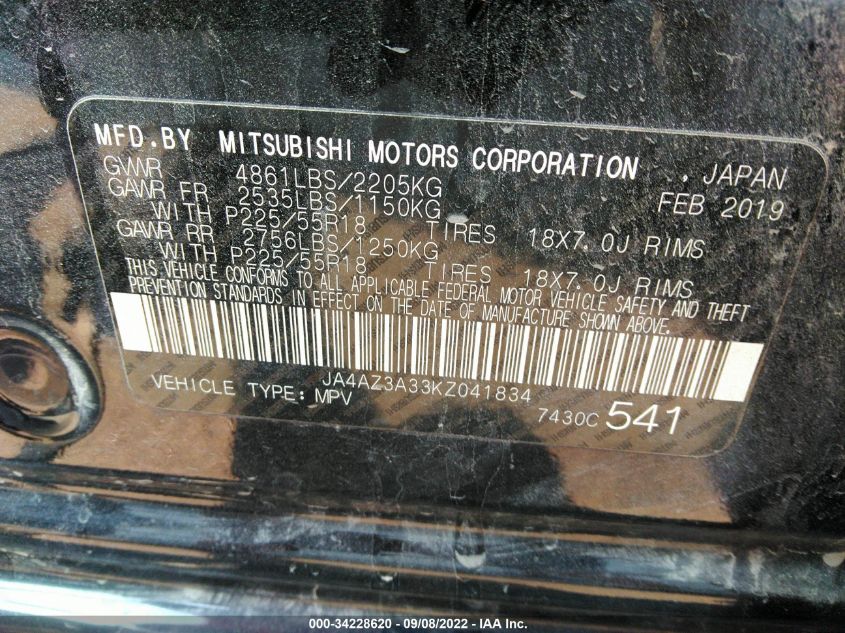 MFD.BY MITSUBISHI MOTORS CORPORATION , JAPAN
GVWR 4861LBS/2205KG FEB 2019
GAWR FR 2535LBS/1150KG
WITH P225/55R18 TIRES 18X7.0J RIMS
GAWR RR 2756LBS/1250KG
WITH P225/55R18 TIRES 18X7.0J RIMS
THIS VEHICLE CONFORMS TO ALL APPLICABLE FEDERAL MOTOR VEHICLE SAFETY AND THEFT
PREVENTION STANDARDS IN EFFECT ON THE DATE OF MANUFACTURE SHOWN ABOVE.
JA4AZ3A33KZ041834
VEHICLE TYPE: MPV 7430C 541
000-34228620 - 09/08/2022 - IAA Inc.